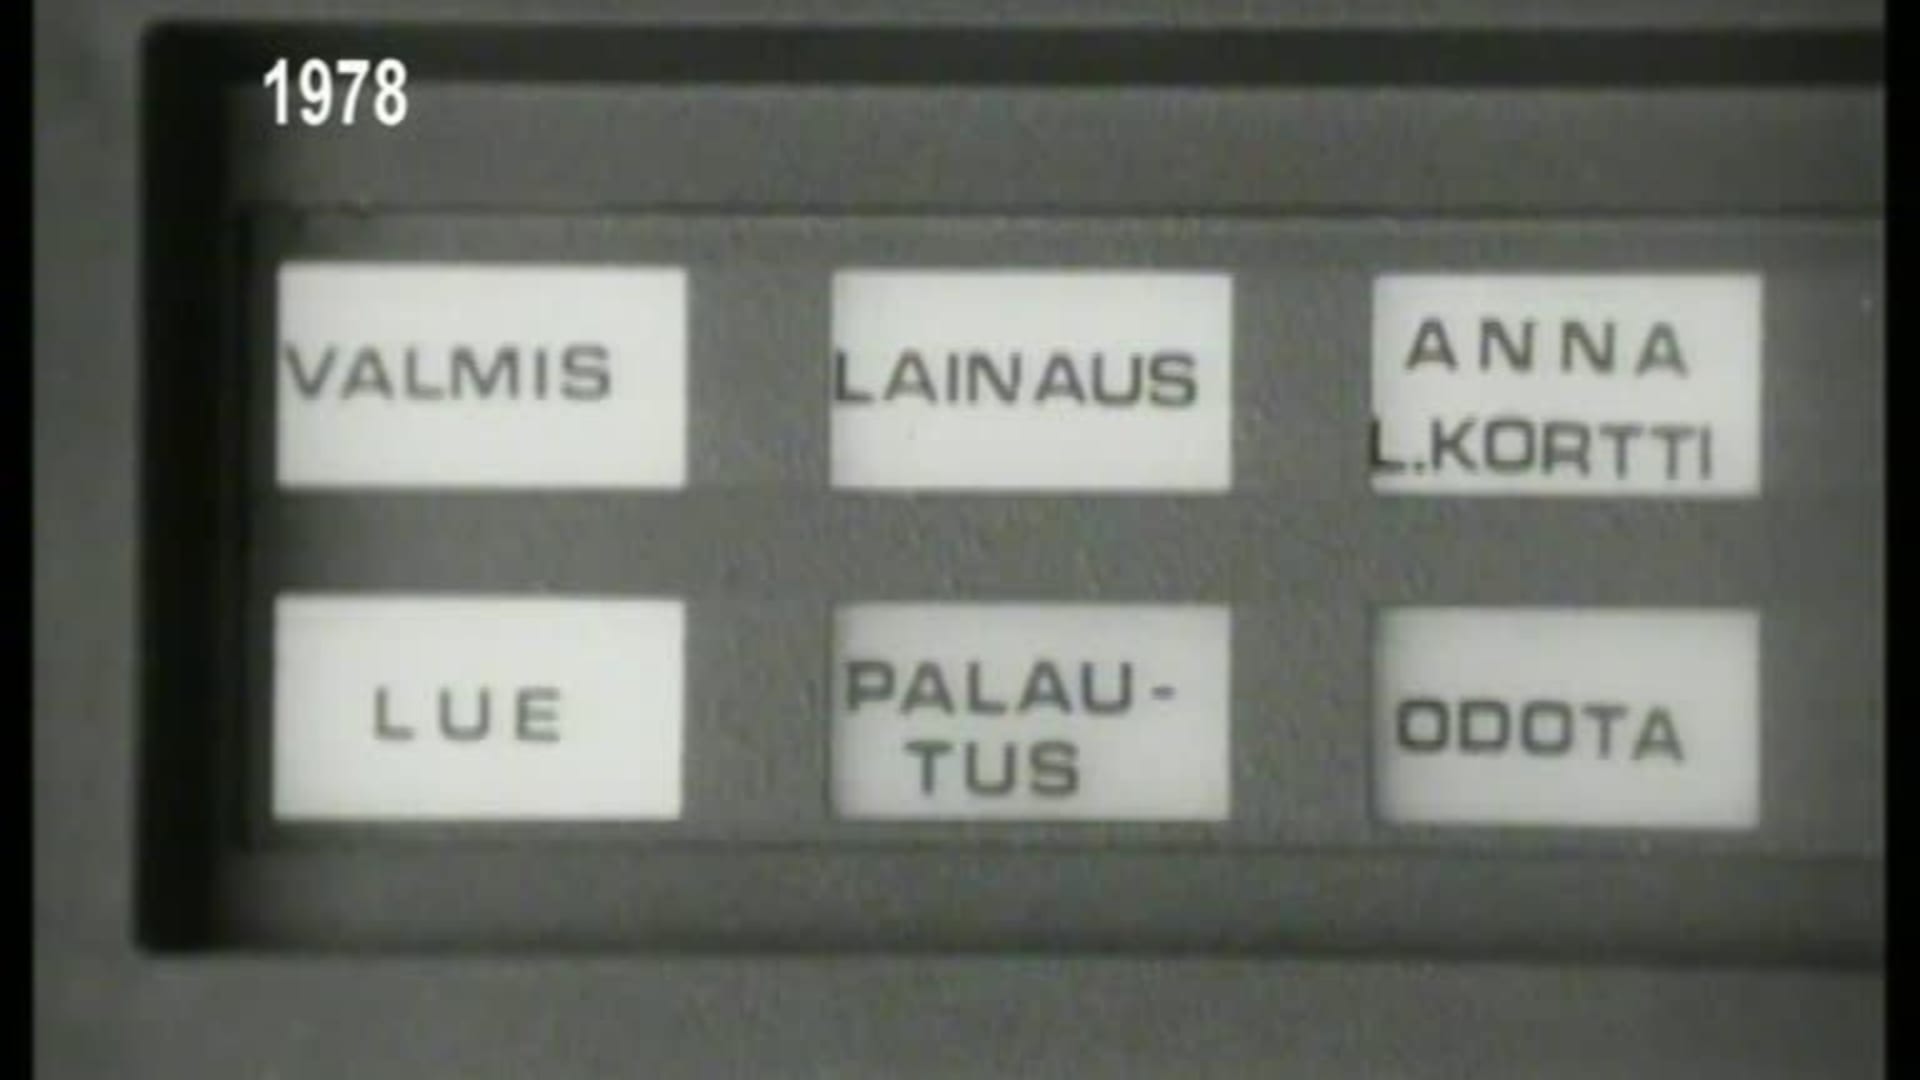 1978
VALMIS
LAINAUS
ANNA
L.KORTTI
LUE
PALAU-
TUS
ODOTA